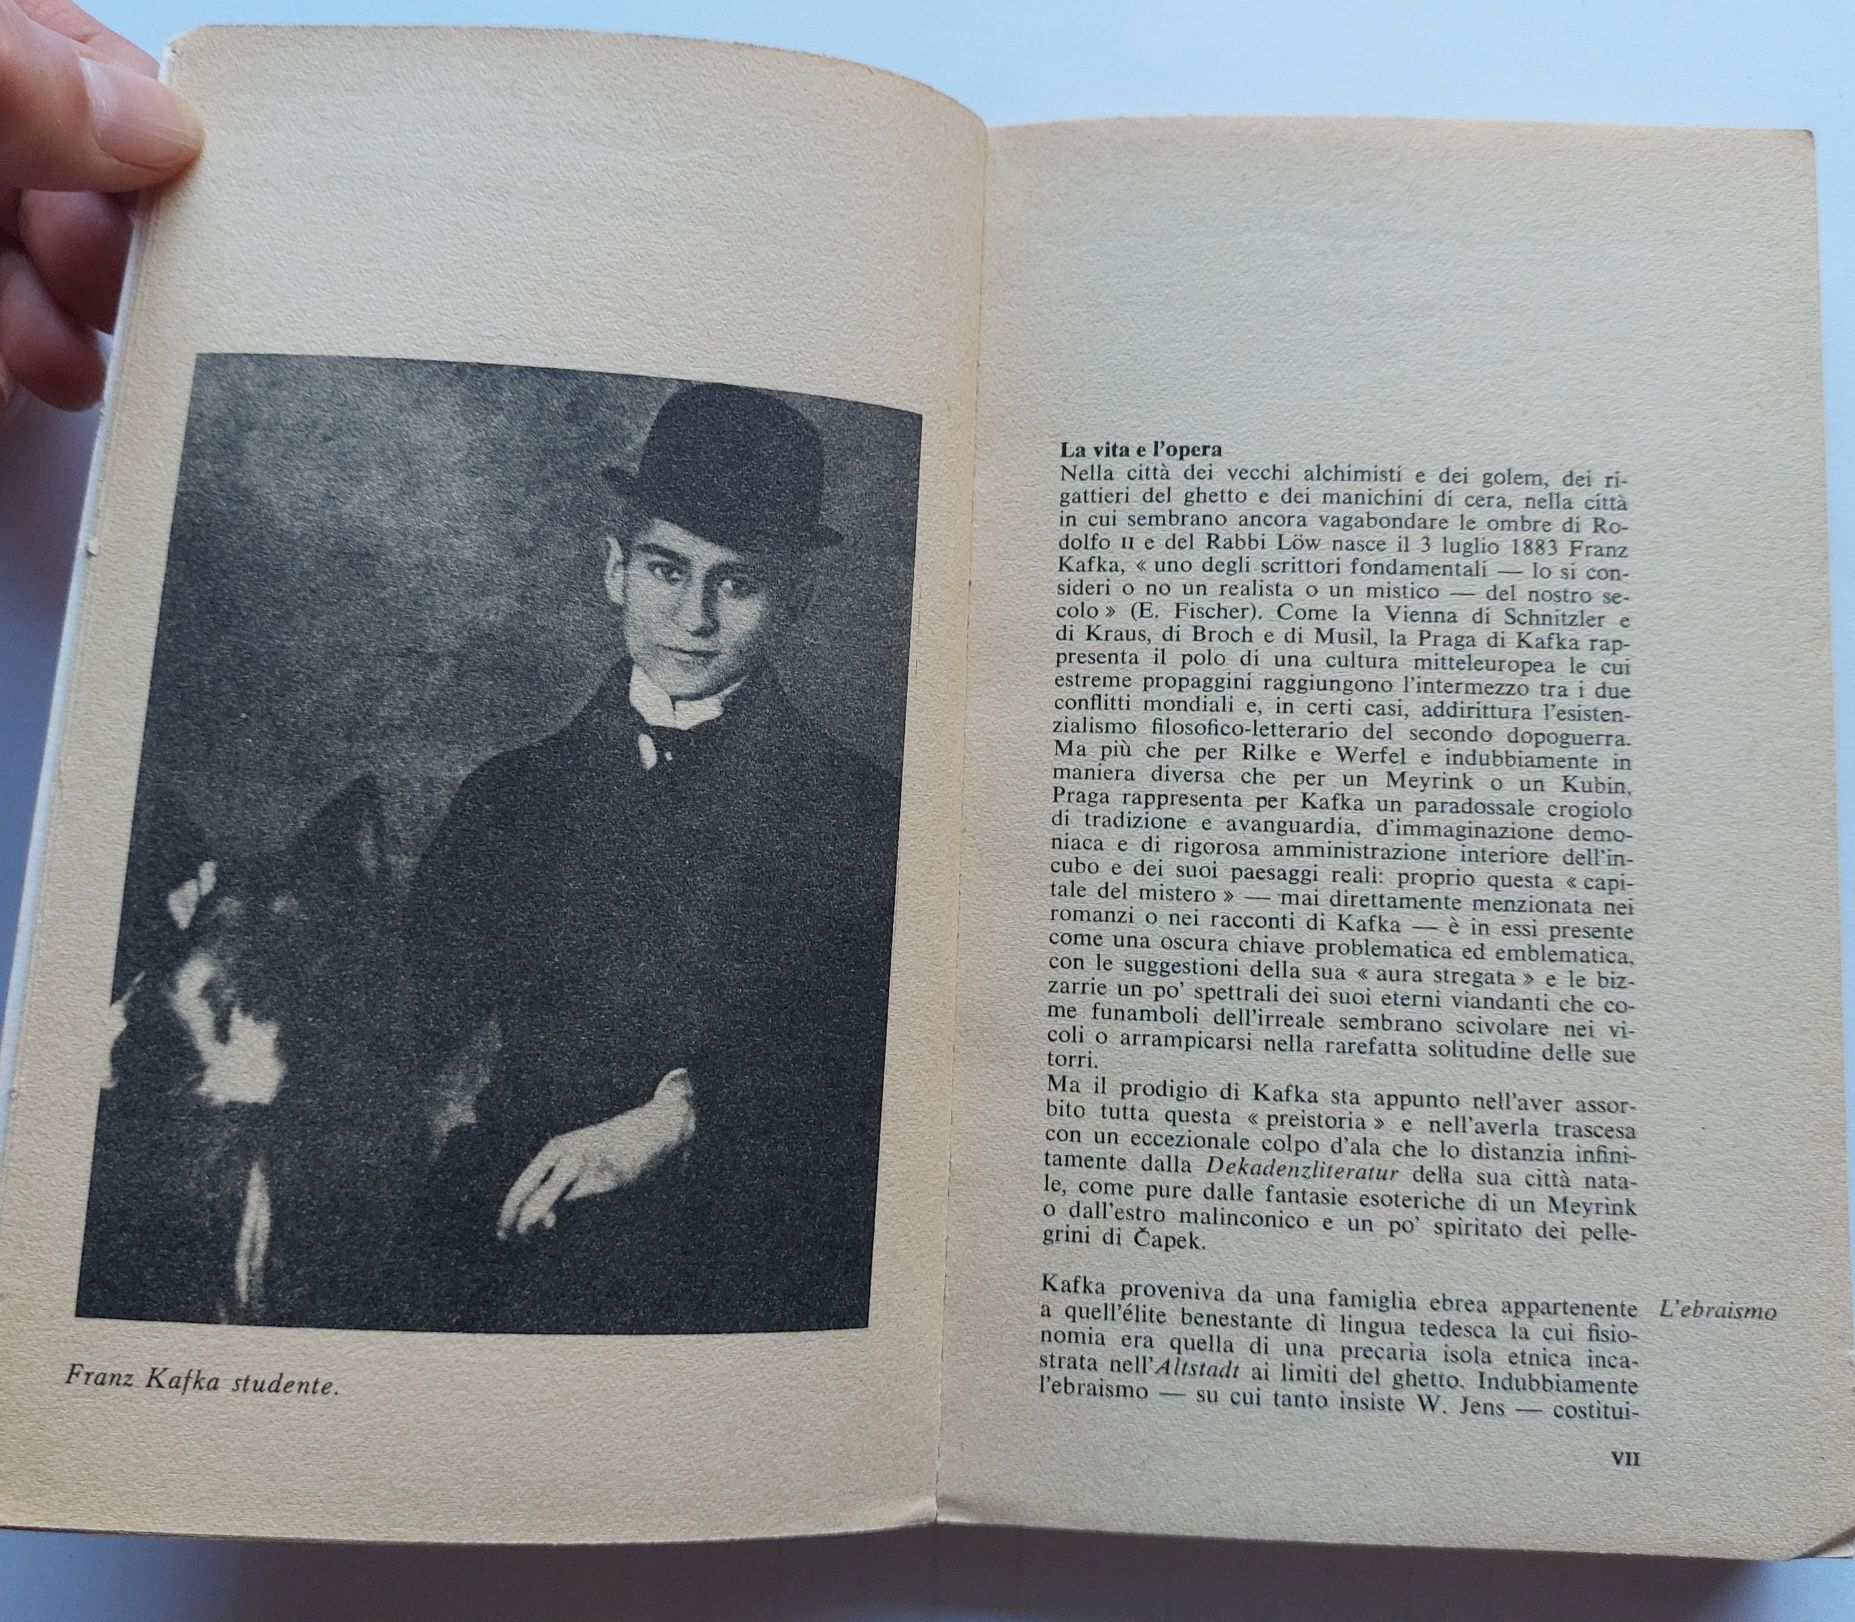 Franz Kafka studente.
La vita e l'opera
Nella città dei vecchi alchimisti e dei golem, dei ri-
gattieri del ghetto e dei manichini di cera, nella città
in cui sembrano ancora vagabondare le ombre di Ro-
dolfo II e del Rabbi Löw nasce il 3 luglio 1883 Franz
Kafka, « uno degli scrittori fondamentali — lo si con-
sideri o no un realista o un mistico — del nostro se-
colo » (E. Fischer). Come la Vienna di Schnitzler e
di Kraus, di Broch e di Musil, la Praga di Kafka rap-
presenta il polo di una cultura mitteleuropea le cui
estreme propaggini raggiungono l'intermezzo tra i due
conflitti mondiali e, in certi casi, addirittura l'esisten-
zialismo filosofico-letterario del secondo dopoguerra.
Ma più che per Rilke e Werfel e indubbiamente in
maniera diversa che per un Meyrink o un Kubin,
Praga rappresenta per Kafka un paradossale crogiolo
di tradizione e avanguardia, d'immaginazione demo-
niaca e di rigorosa amministrazione interiore dell'in-
cubo e dei suoi paesaggi reali: proprio questa « capi-
tale del mistero » — mai direttamente menzionata nei
romanzi o nei racconti di Kafka — è in essi presente
come una oscura chiave problematica ed emblematica,
con le suggestioni della sua « aura stregata » e le biz-
zarrie un po' spettrali dei suoi eterni viandanti che co-
me funamboli dell'irreale sembrano scivolare nei vi-
coli o arrampicarsi nella rarefatta solitudine delle sue
torri.
Ma il prodigio di Kafka sta appunto nell'aver assor-
bito tutta questa « preistoria » e nell'averla trascesa
con un eccezionale colpo d'ala che lo distanzia infini-
tamente dalla Dekadenzliteratur della sua città nata-
le, come pure dalle fantasie esoteriche di un Meyrink
o dall'estro malinconico e un po' spiritato dei pelle-
grini di Čapek.
Kafka proveniva da una famiglia ebrea appartenente L'ebraismo
a quell'élite benestante di lingua tedesca la cui fisio-
nomia era quella di una precaria isola etnica inca-
strata nell'Altstadt ai limiti del ghetto. Indubbiamente
l'ebraismo — su cui tanto insiste W. Jens — costitui-
VII